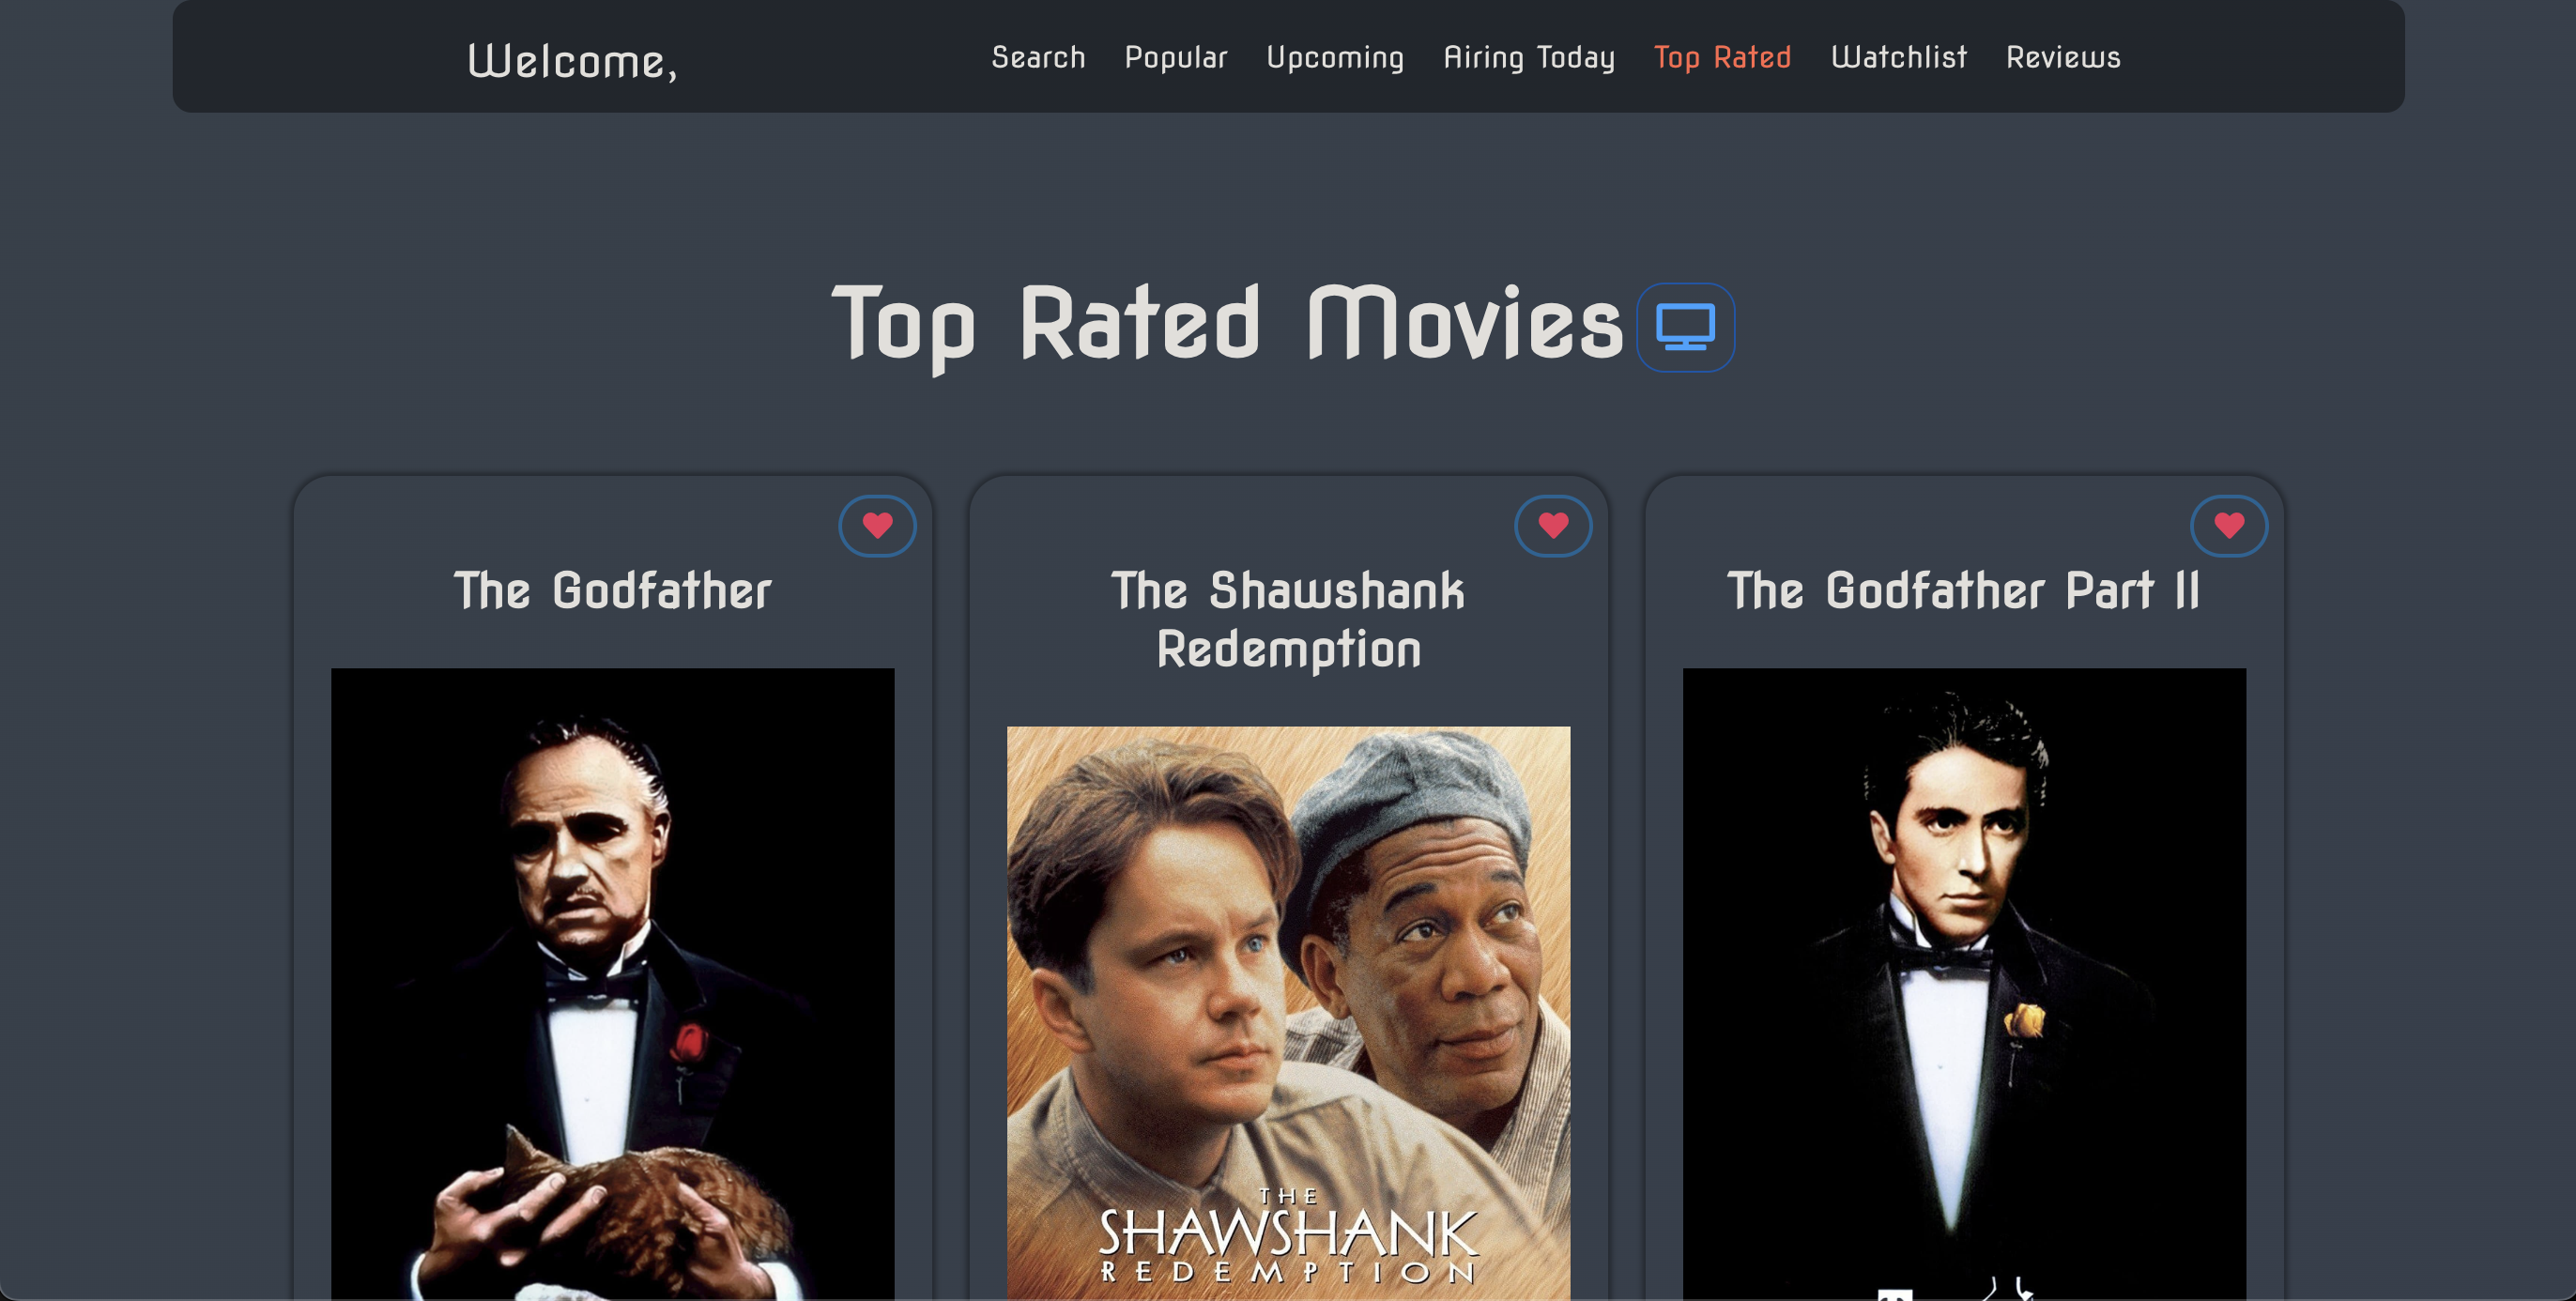 Welcome,
Search Popular Upcoming Airing Today Top Rated Watchlist Reviews
Top Rated Movies
The Godfather
The Shawshank
Redemption
The Godfather Part II
THE
SHAWSHANK
REDEMPTION